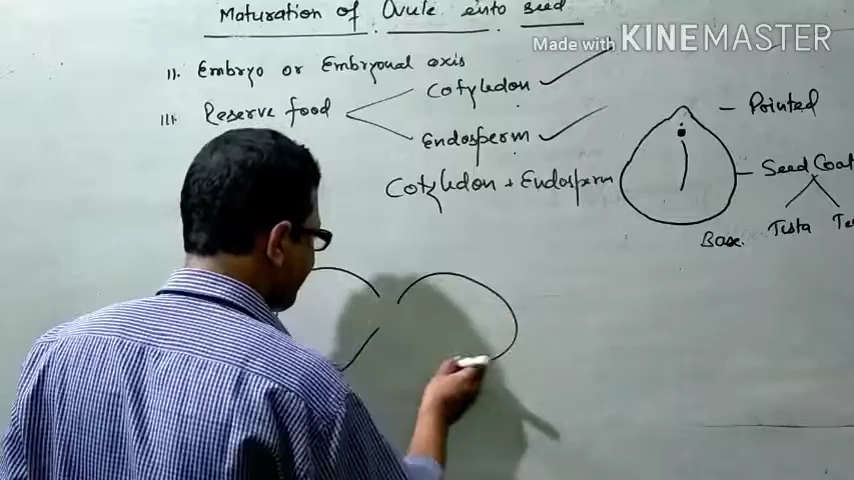 Maturation of Ovule into seed
Made with KINEMASTER
II. Embryo or Embryonal axis
III. Reserve food
Cotyledon
Endosperm
Cotyledon + Endosperm
Pointed
Seed Coat
Testa
Base.